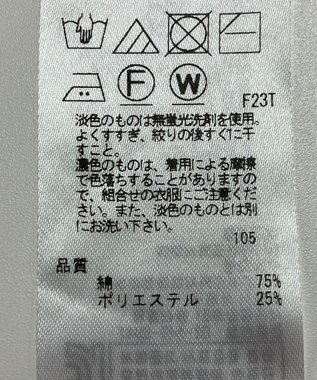 F W
F23T
淡色のものは無蛍光洗剤を使用。
よくすすぎ、絞りの後すぐに干
すこと。
濃色のものは、着用による摩擦
で色落ちすることがありますの
で、組合せの衣服にご注意くださ
い。また、淡色のものとは別
にお洗い下さい。
105
品質
綿 75%
ポリエステル 25%